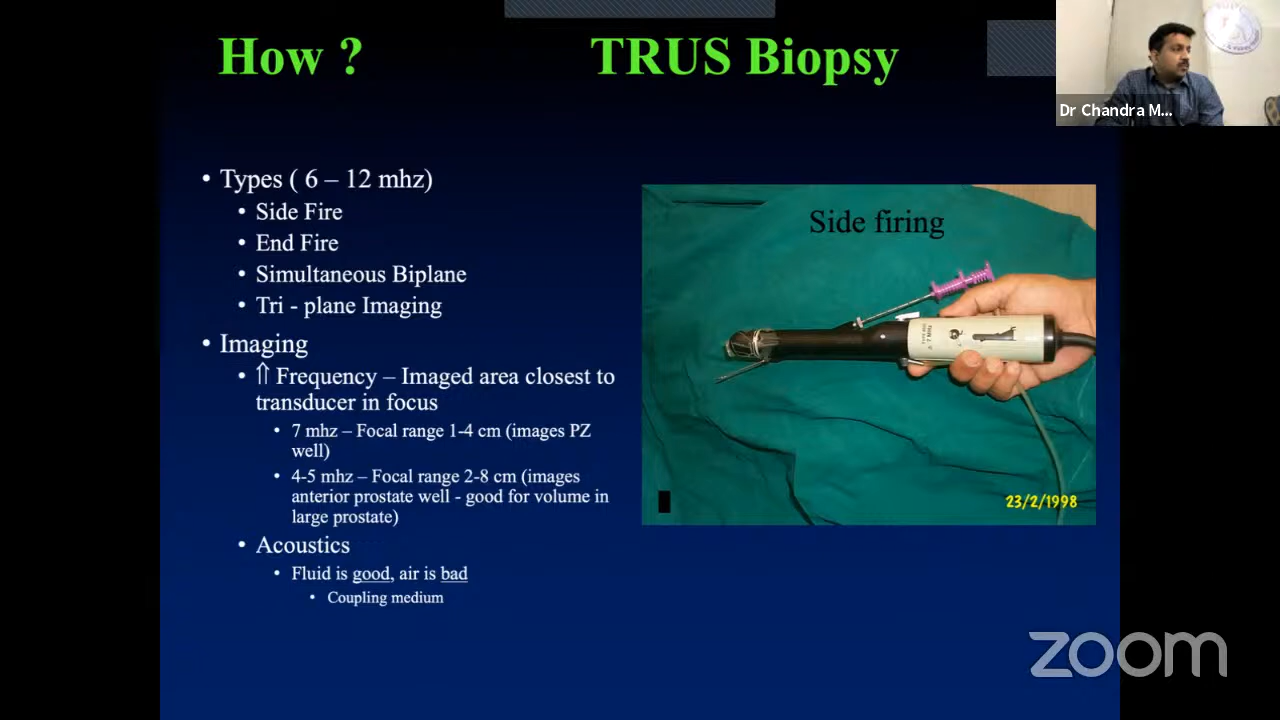 How ?
TRUS Biopsy
Dr Chandra M...
• Types ( 6 – 12 mhz)
• Side Fire
• End Fire
• Simultaneous Biplane
• Tri - plane Imaging
• Imaging
• ⇑ Frequency – Imaged area closest to
transducer in focus
• 7 mhz – Focal range 1-4 cm (images PZ
well)
• 4-5 mhz – Focal range 2-8 cm (images
anterior prostate well - good for volume in
large prostate)
• Acoustics
• Fluid is good, air is bad
• Coupling medium
Side firing
23/2/1998
zoom